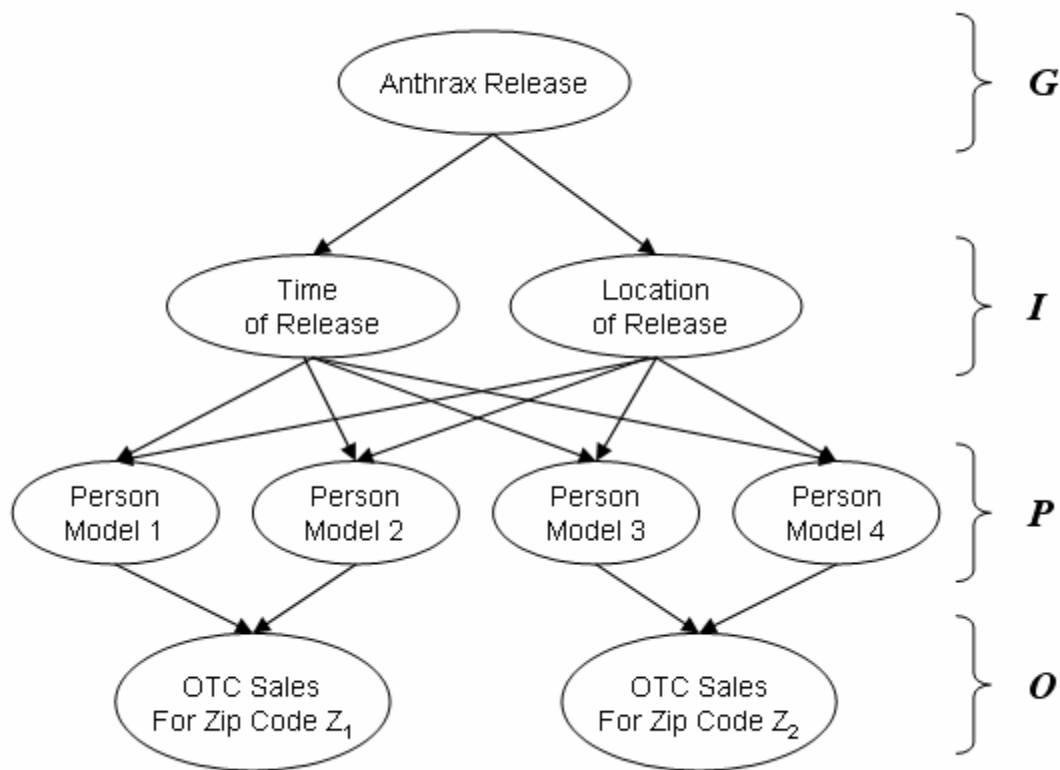 Anthrax Release
G
Time
of Release
Location
of Release
I
Person
Model 1
Person
Model 2
Person
Model 3
Person
Model 4
P
OTC Sales
For Zip Code Z₁
OTC Sales
For Zip Code Z₂
O